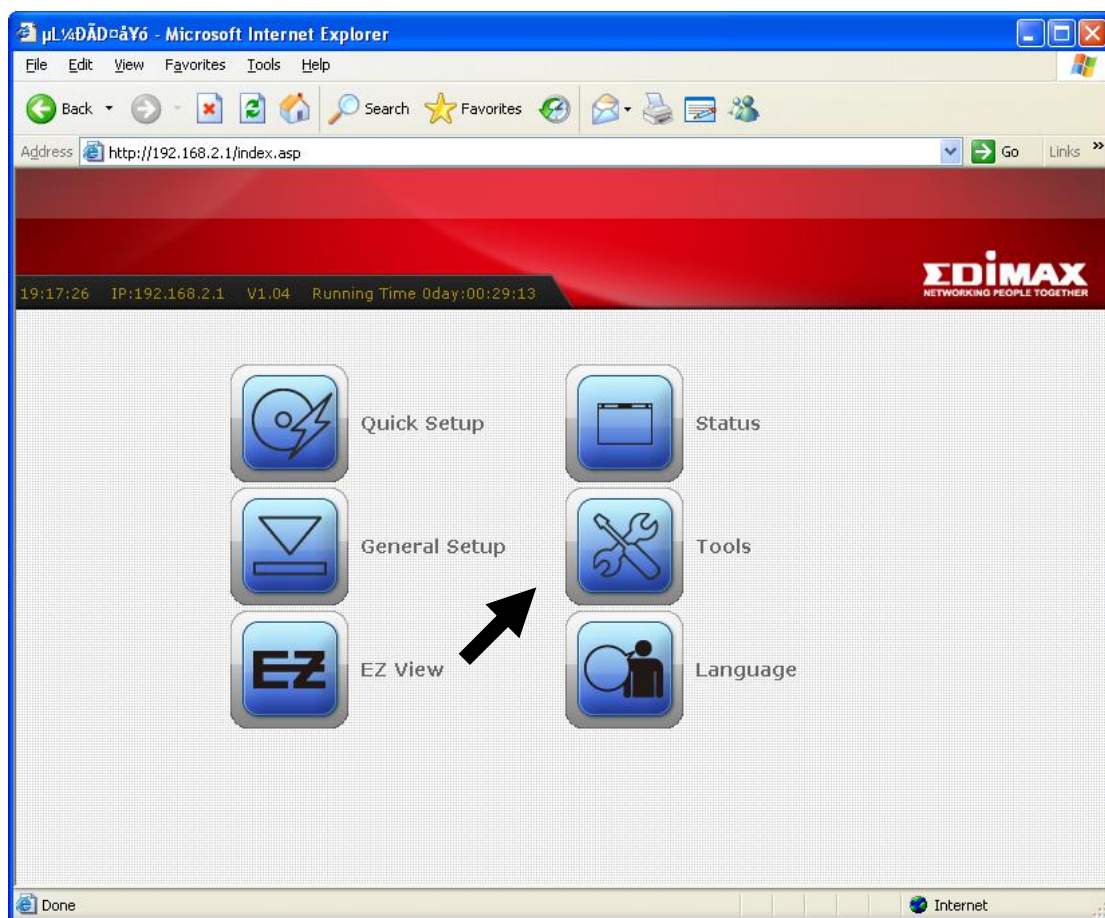 µL¼ÐÃD¤åYó - Microsoft Internet Explorer
File Edit View Favorites Tools Help
Back Search Favorites
Address http://192.168.2.1/index.asp Go Links »
EDIMAX
NETWORKING PEOPLE TOGETHER
19:17:26 IP:192.168.2.1 V1.04 Running Time 0day:00:29:13
Quick Setup Status
General Setup Tools
EZ
EZ View Language
Done Internet